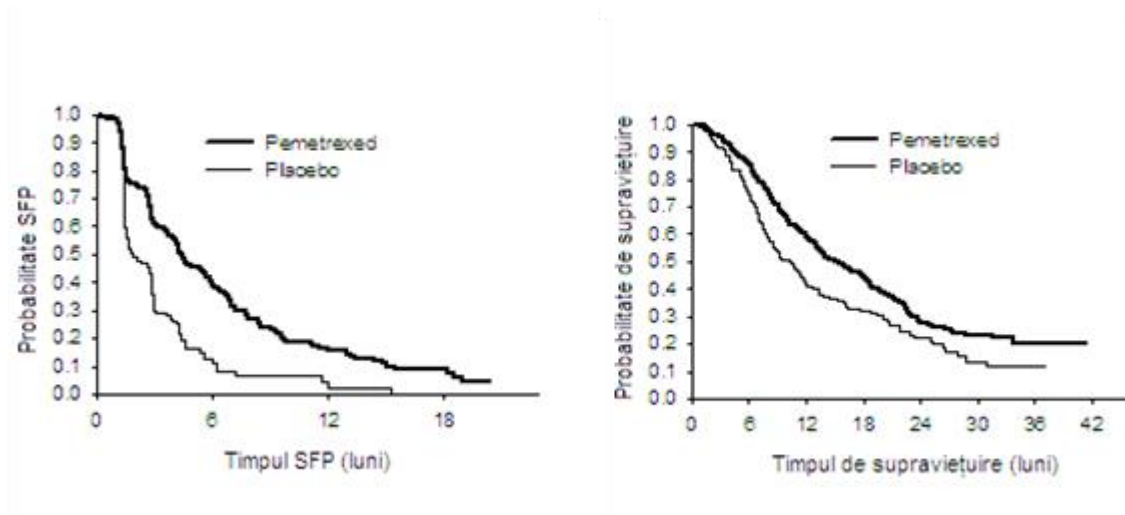 Probabilitate SFP
1.0
0.9
0.8
0.7
0.6
0.5
0.4
0.3
0.2
0.1
0.0
Pemetrexed
Placebo
0 6 12 18
Timpul SFP (luni)
Probabilitate de supraviețuire
1.0
0.9
0.8
0.7
0.6
0.5
0.4
0.3
0.2
0.1
0.0
Pemetrexed
Placebo
0 6 12 18 24 30 36 42
Timpul de supraviețuire (luni)